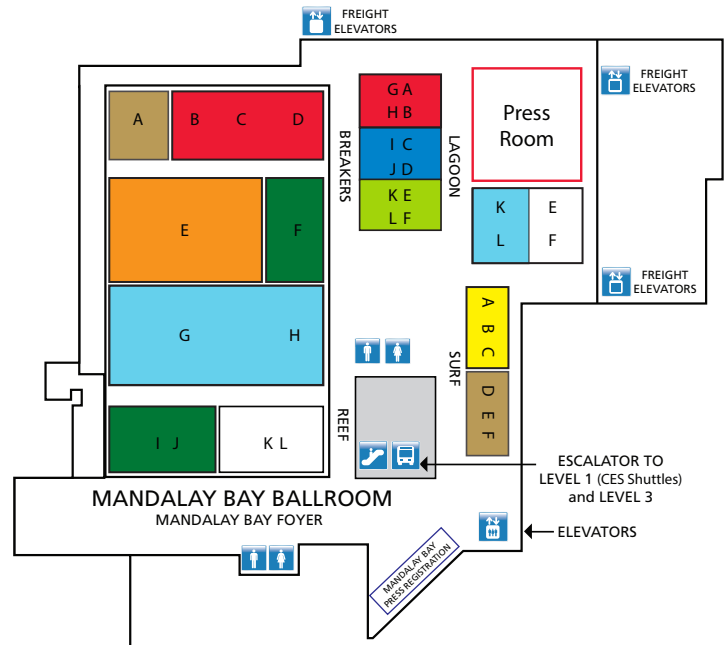 FREIGHT
ELEVATORS
FREIGHT
ELEVATORS
A
B C D
G A
H B
I C
J D
K E
L F
BREAKERS
LAGOON
Press
Room
E
F
K E
L F
FREIGHT
ELEVATORS
G H
A B C
D E F
SURF
REEF
I J
K L
ESCALATOR TO
LEVEL 1 (CES Shuttles)
and LEVEL 3
MANDALAY BAY BALLROOM
MANDALAY BAY FOYER
ELEVATORS
MANDALAY BAY
PRESS REGISTRATION